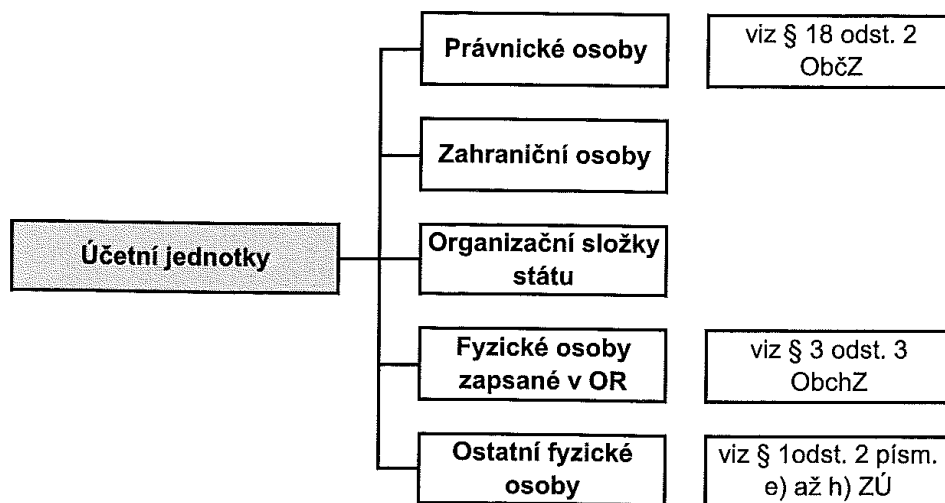 Právnické osoby
viz § 18 odst. 2
ObčZ
Zahraniční osoby
Účetní jednotky
Organizační složky
státu
Fyzické osoby
zapsané v OR
viz § 3 odst. 3
ObchZ
Ostatní fyzické
osoby
viz § 1odst. 2 písm.
e) až h) ZÚ